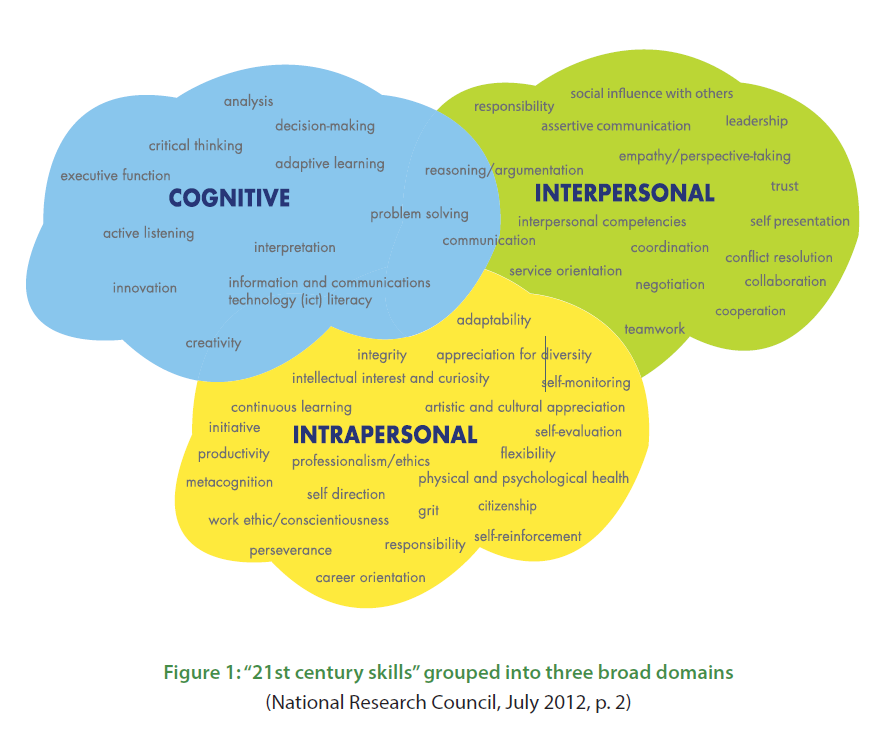 analysis
decision-making
critical thinking
adaptive learning
executive function
COGNITIVE
problem solving
active listening
interpretation
innovation
information and communications
technology (ict) literacy
creativity
social influence with others
responsibility
assertive communication
leadership
empathy/perspective-taking
reasoning/argumentation
trust
INTERPERSONAL
interpersonal competencies
self presentation
communication
coordination
conflict resolution
service orientation
negotiation
collaboration
cooperation
teamwork
adaptability
integrity
appreciation for diversity
intellectual interest and curiosity
self-monitoring
continuous learning
artistic and cultural appreciation
initiative
INTRAPERSONAL
self-evaluation
productivity
professionalism/ethics
flexibility
metacognition
physical and psychological health
self direction
grit
citizenship
work ethic/conscientiousness
perseverance
responsibility
self-reinforcement
career orientation
Figure 1: “21st century skills” grouped into three broad domains
(National Research Council, July 2012, p. 2)